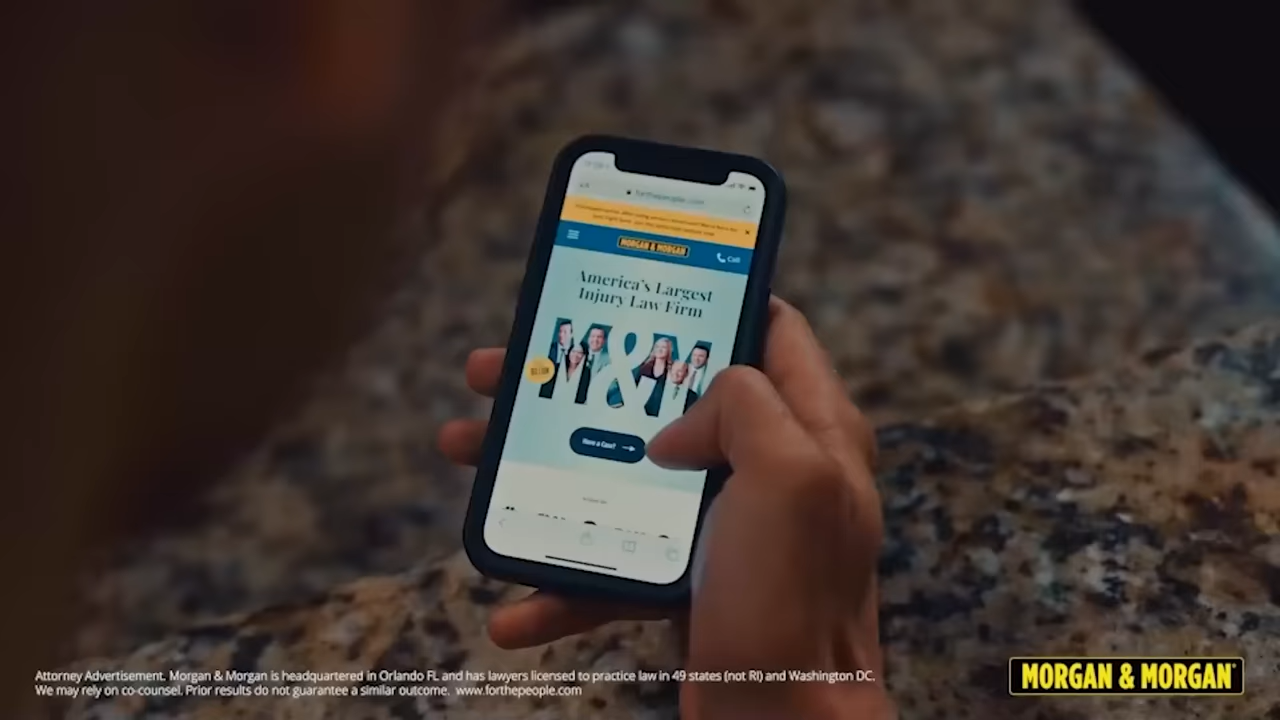 forthepeople.com
MORGAN & MORGAN
Call
America's Largest
Injury Law Firm
M&M
Have a Case?
Attorney Advertisement. Morgan & Morgan is headquartered in Orlando FL and has lawyers licensed to practice law in 49 states (not RI) and Washington DC.
We may rely on co-counsel. Prior results do not guarantee a similar outcome. www.forthepeople.com
MORGAN & MORGAN